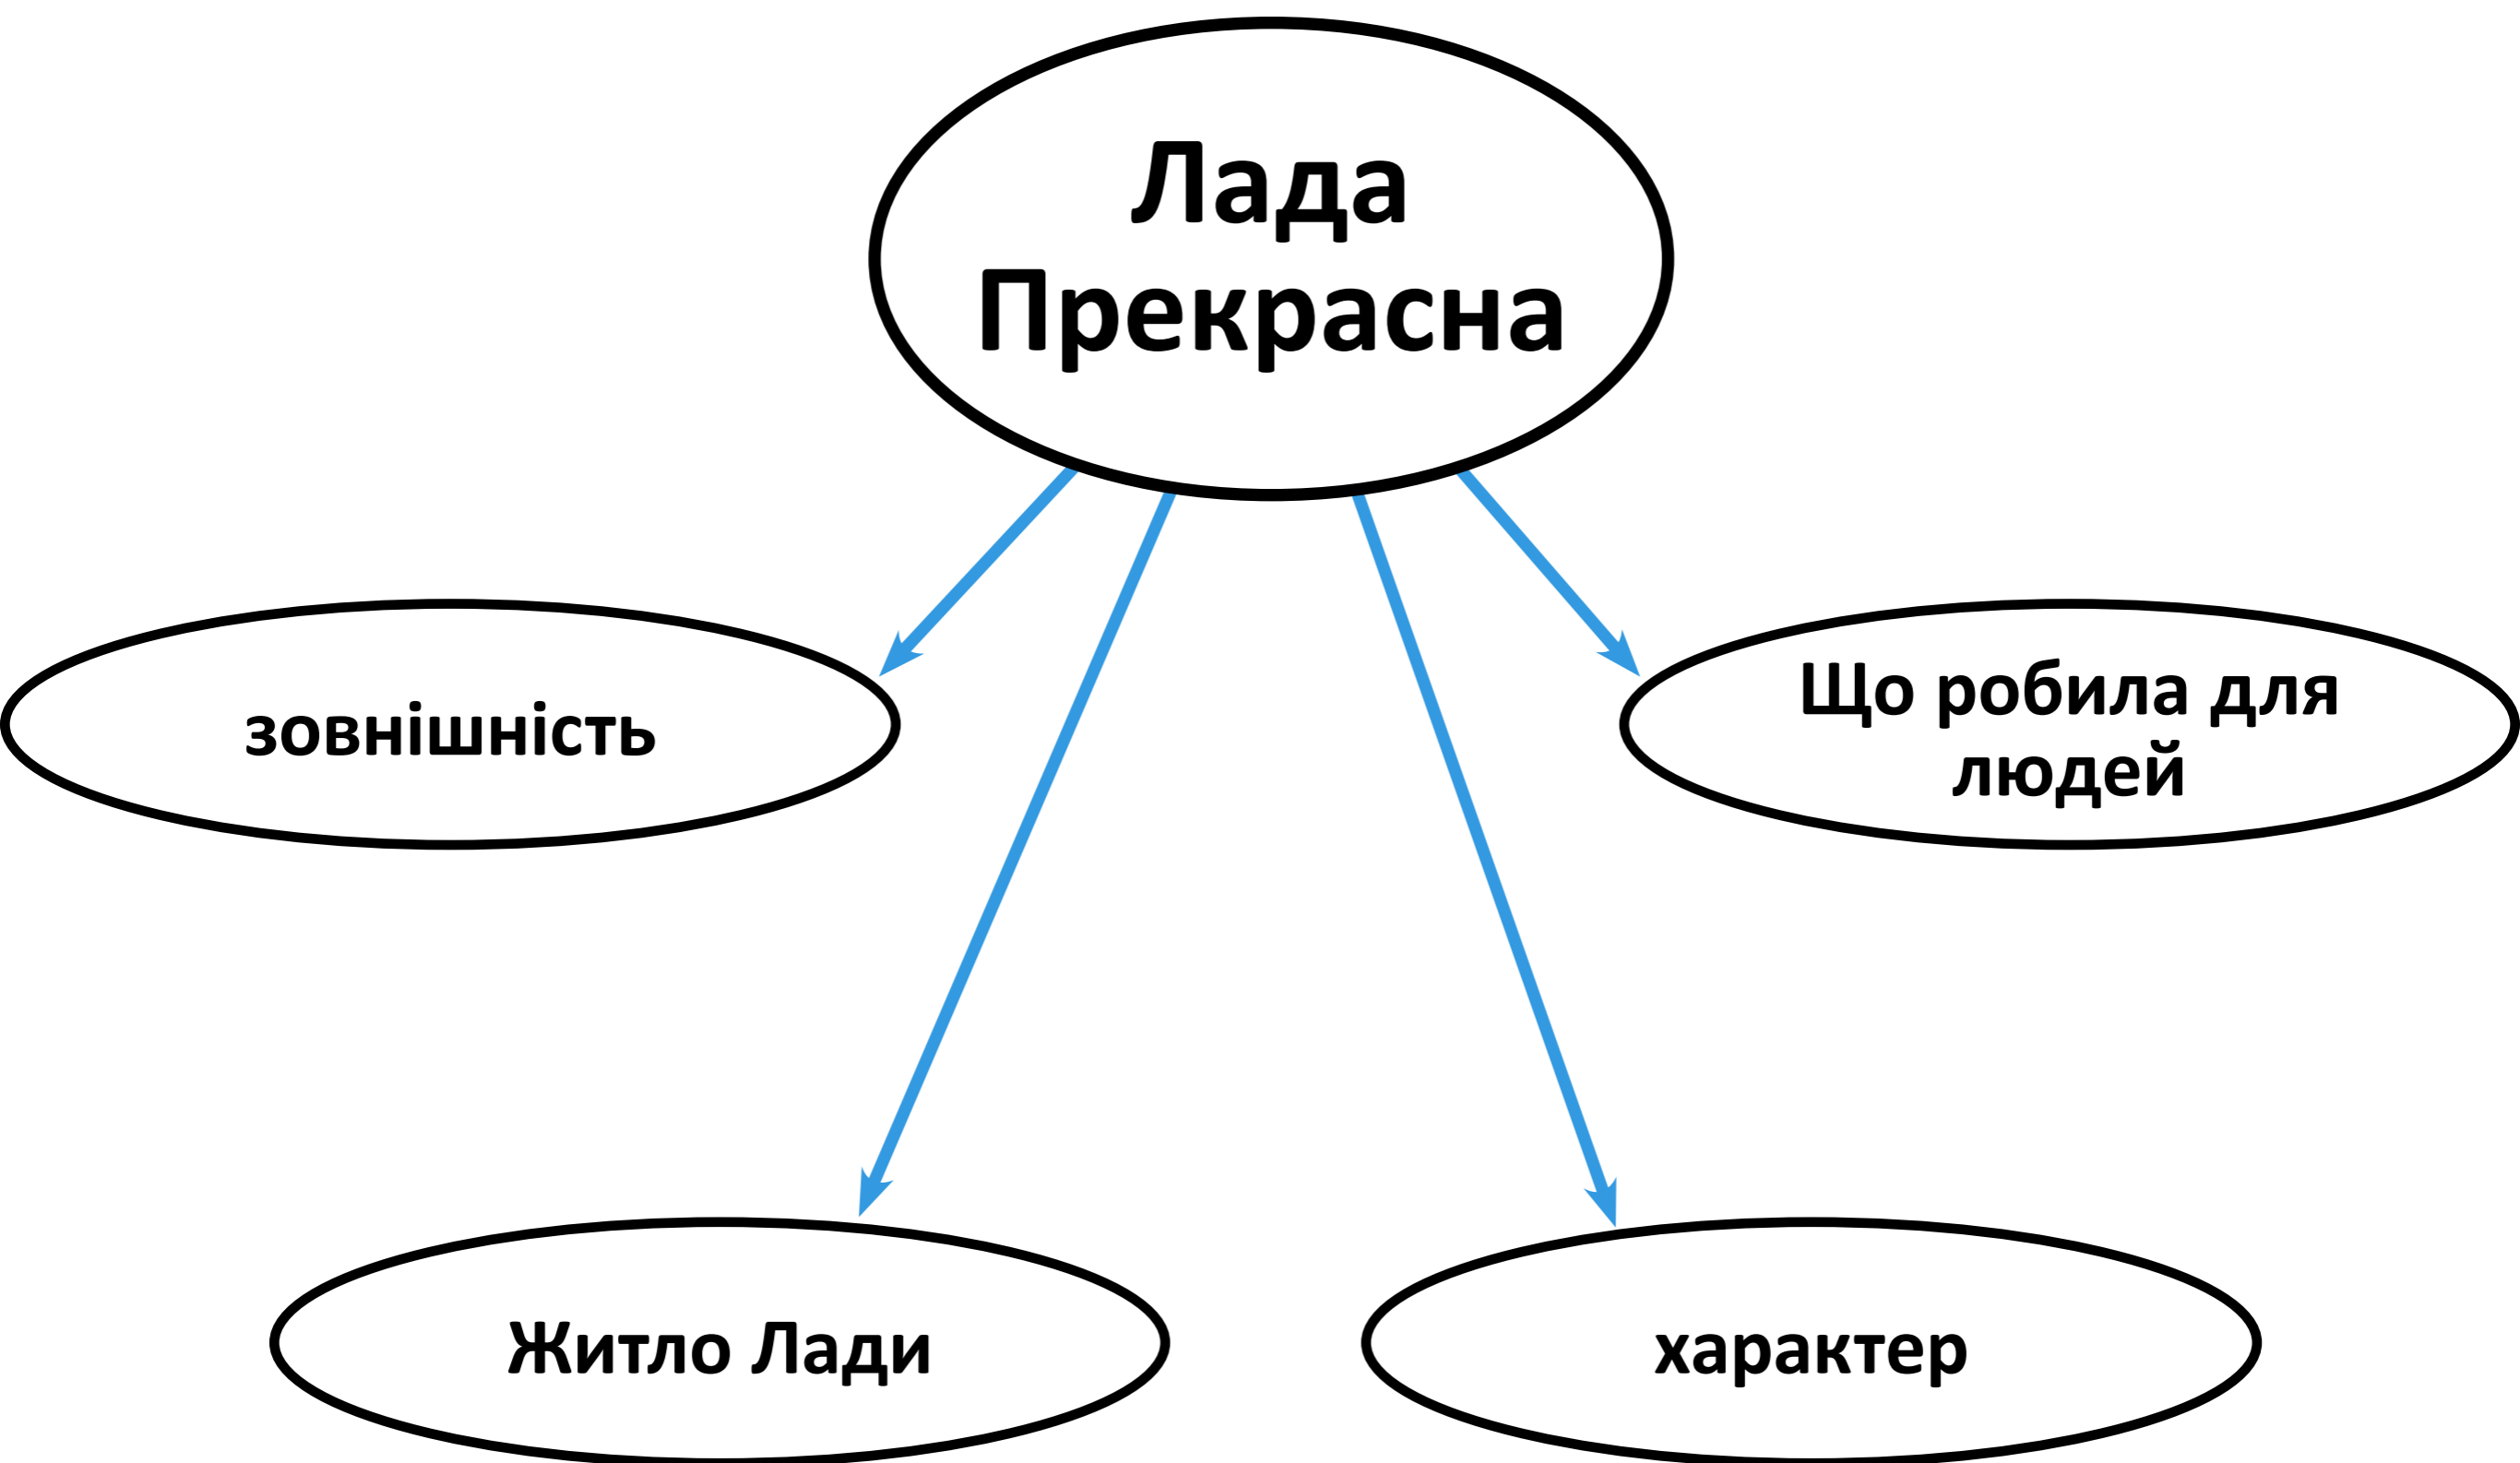 Лада
Прекрасна
зовнішність
Що робила для
людей
Житло Лади
характер